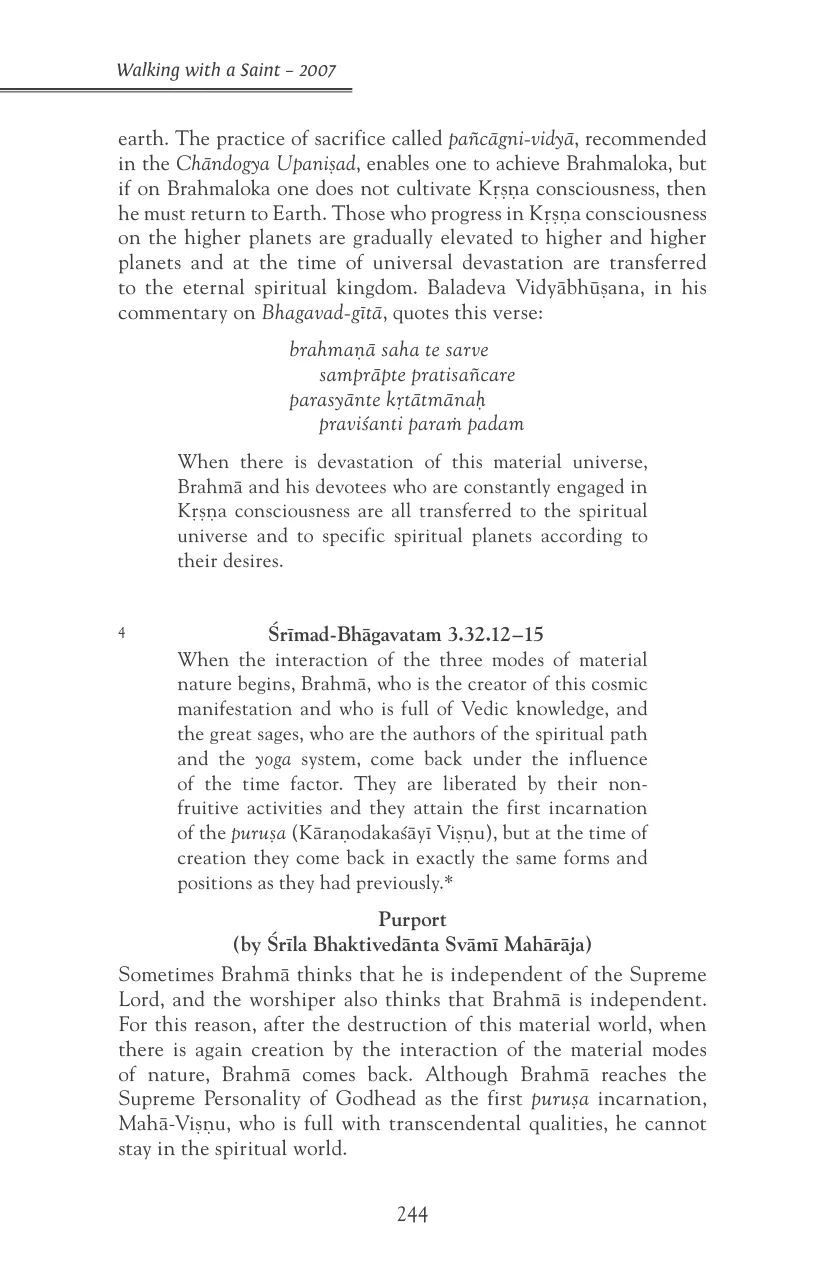 Walking with a Saint – 2007
earth. The practice of sacrifice called pañcāgni-vidyā, recommended
in the Chāndogya Upaniṣad, enables one to achieve Brahmaloka, but
if on Brahmaloka one does not cultivate Kṛṣṇa consciousness, then
he must return to Earth. Those who progress in Kṛṣṇa consciousness
on the higher planets are gradually elevated to higher and higher
planets and at the time of universal devastation are transferred
to the eternal spiritual kingdom. Baladeva Vidyābhūṣana, in his
commentary on Bhagavad-gītā, quotes this verse:
brahmaṇā saha te sarve
samprāpte pratisañcare
parasyānte kṛtātmānaḥ
praviśanti paraṁ padam
When there is devastation of this material universe,
Brahmā and his devotees who are constantly engaged in
Kṛṣṇa consciousness are all transferred to the spiritual
universe and to specific spiritual planets according to
their desires.
4 Śrīmad-Bhāgavatam 3.32.12–15
When the interaction of the three modes of material
nature begins, Brahmā, who is the creator of this cosmic
manifestation and who is full of Vedic knowledge, and
the great sages, who are the authors of the spiritual path
and the yoga system, come back under the influence
of the time factor. They are liberated by their non-
fruitive activities and they attain the first incarnation
of the puruṣa (Kāraṇodakaśāyī Viṣṇu), but at the time of
creation they come back in exactly the same forms and
positions as they had previously.*
Purport
(by Śrīla Bhaktivedānta Svāmī Mahārāja)
Sometimes Brahmā thinks that he is independent of the Supreme
Lord, and the worshiper also thinks that Brahmā is independent.
For this reason, after the destruction of this material world, when
there is again creation by the interaction of the material modes
of nature, Brahmā comes back. Although Brahmā reaches the
Supreme Personality of Godhead as the first puruṣa incarnation,
Mahā-Viṣṇu, who is full with transcendental qualities, he cannot
stay in the spiritual world.
244